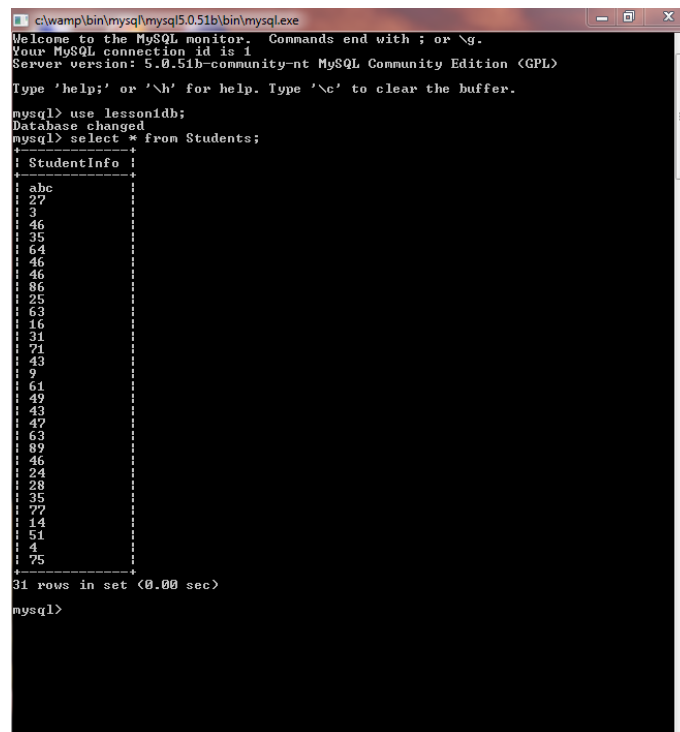 c:\wamp\bin\mysql\mysql5.0.51b\bin\mysql.exe
Welcome to the MySQL monitor.  Commands end with ; or \g.
Your MySQL connection id is 1
Server version: 5.0.51b-community-nt MySQL Community Edition (GPL)
Type 'help;' or '\h' for help. Type '\c' to clear the buffer.
mysql> use lesson1db;
Database changed
mysql> select * from Students;
+-------------+
| StudentInfo |
+-------------+
| abc         |
| 27          |
| 3           |
| 46          |
| 35          |
| 64          |
| 46          |
| 46          |
| 86          |
| 25          |
| 63          |
| 16          |
| 31          |
| 71          |
| 43          |
| 9           |
| 61          |
| 49          |
| 43          |
| 47          |
| 63          |
| 89          |
| 46          |
| 24          |
| 28          |
| 35          |
| 77          |
| 14          |
| 51          |
| 4           |
| 75          |
+-------------+
31 rows in set (0.00 sec)
mysql>